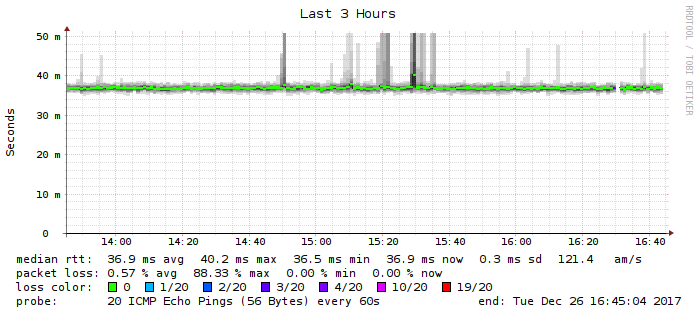 Last 3 Hours
RRDTOOL / TOBI OETIKER
Seconds
50 m
40 m
30 m
20 m
10 m
0
14:00 14:20 14:40 15:00 15:20 15:40 16:00 16:20 16:40
median rtt: 36.9 ms avg 40.2 ms max 36.5 ms min 36.9 ms now 0.3 ms sd 121.4 am/s
packet loss: 0.57 % avg 88.33 % max 0.00 % min 0.00 % now
loss color: 0 1/20 2/20 3/20 4/20 10/20 19/20
probe: 20 ICMP Echo Pings (56 Bytes) every 60s end: Tue Dec 26 16:45:04 2017